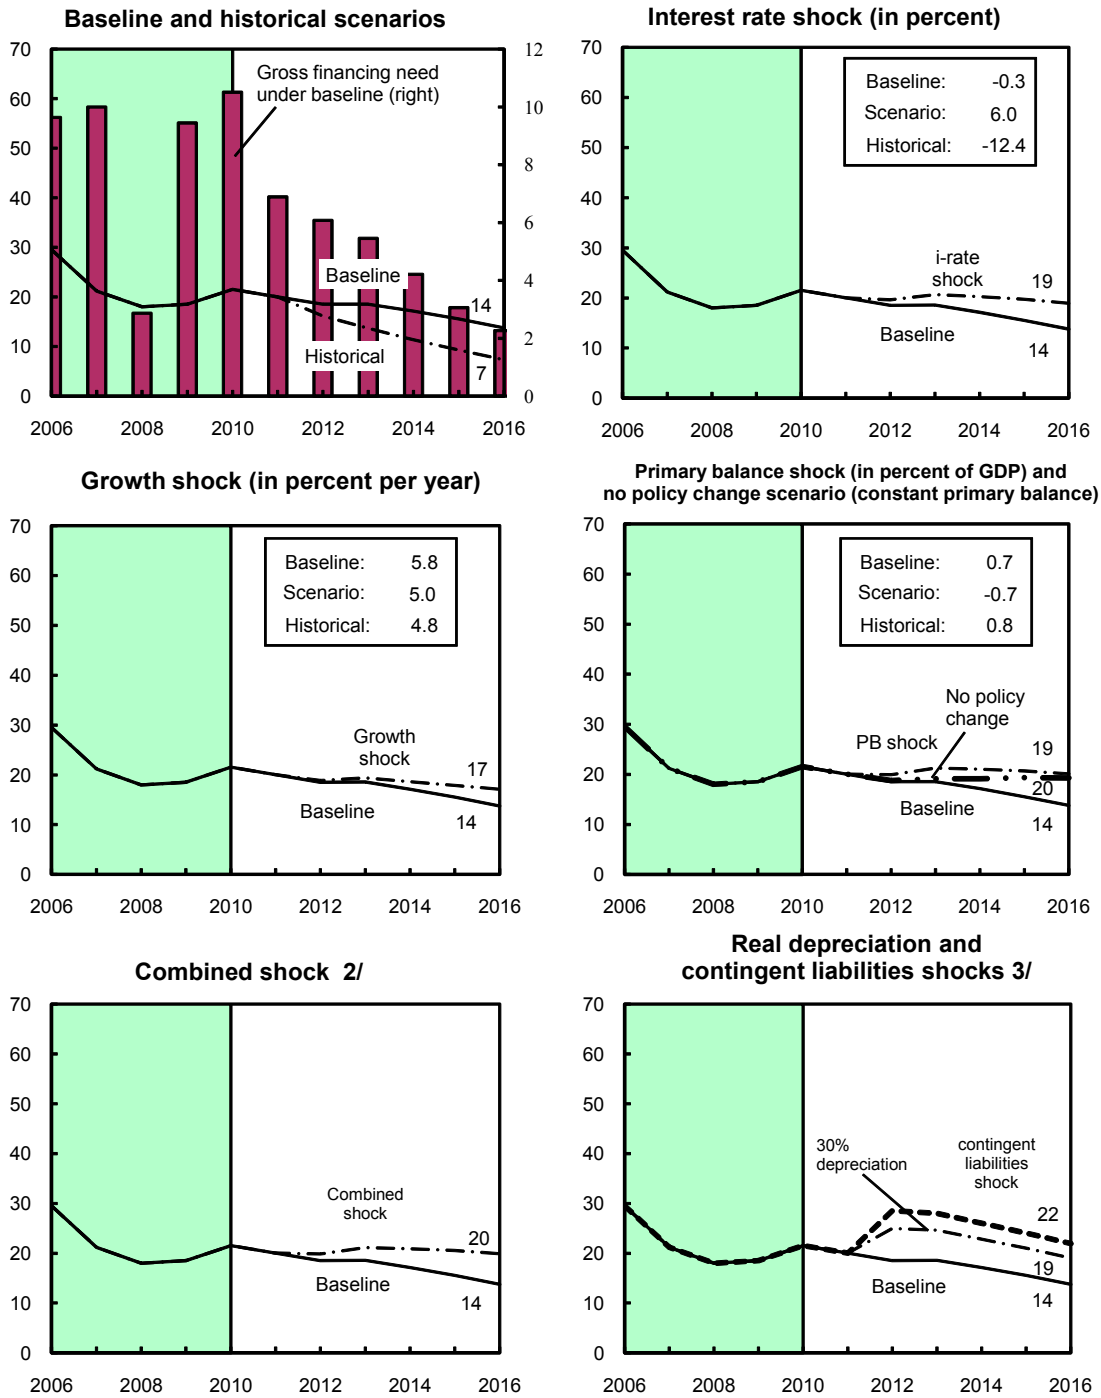 Baseline and historical scenarios
70
60
50
40
30
20
10
0
12
10
8
6
4
2
0
Gross financing need
under baseline (right)
Baseline
14
Historical
7
2006 2008 2010 2012 2014 2016
Interest rate shock (in percent)
70
60
50
40
30
20
10
0
Baseline: -0.3
Scenario: 6.0
Historical: -12.4
i-rate
shock
19
Baseline
14
2006 2008 2010 2012 2014 2016
Growth shock (in percent per year)
70
60
50
40
30
20
10
0
Baseline: 5.8
Scenario: 5.0
Historical: 4.8
Growth
shock
17
Baseline
14
2006 2008 2010 2012 2014 2016
Primary balance shock (in percent of GDP) and
no policy change scenario (constant primary balance)
70
60
50
40
30
20
10
0
Baseline: 0.7
Scenario: -0.7
Historical: 0.8
No policy
change
PB shock
19
20
Baseline
14
2006 2008 2010 2012 2014 2016
Combined shock 2/
70
60
50
40
30
20
10
0
Combined
shock
20
Baseline
14
2006 2008 2010 2012 2014 2016
Real depreciation and
contingent liabilities shocks 3/
70
60
50
40
30
20
10
0
30%
depreciation
contingent
liabilities
shock
22
19
Baseline
14
2006 2008 2010 2012 2014 2016